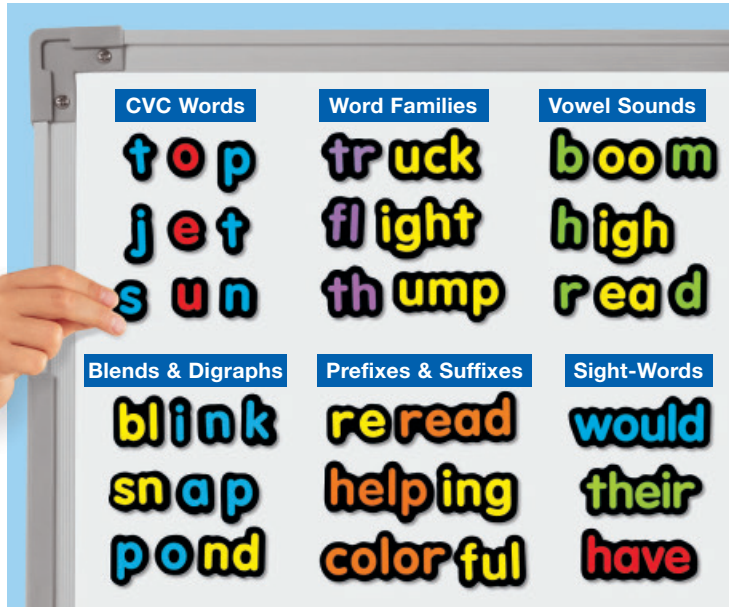 CVC Words
top
jet
sun
Word Families
truck
flight
thump
Vowel Sounds
boom
high
read
Blends & Digraphs
blink
snap
pond
Prefixes & Suffixes
reread
helping
colorful
Sight-Words
would
their
have